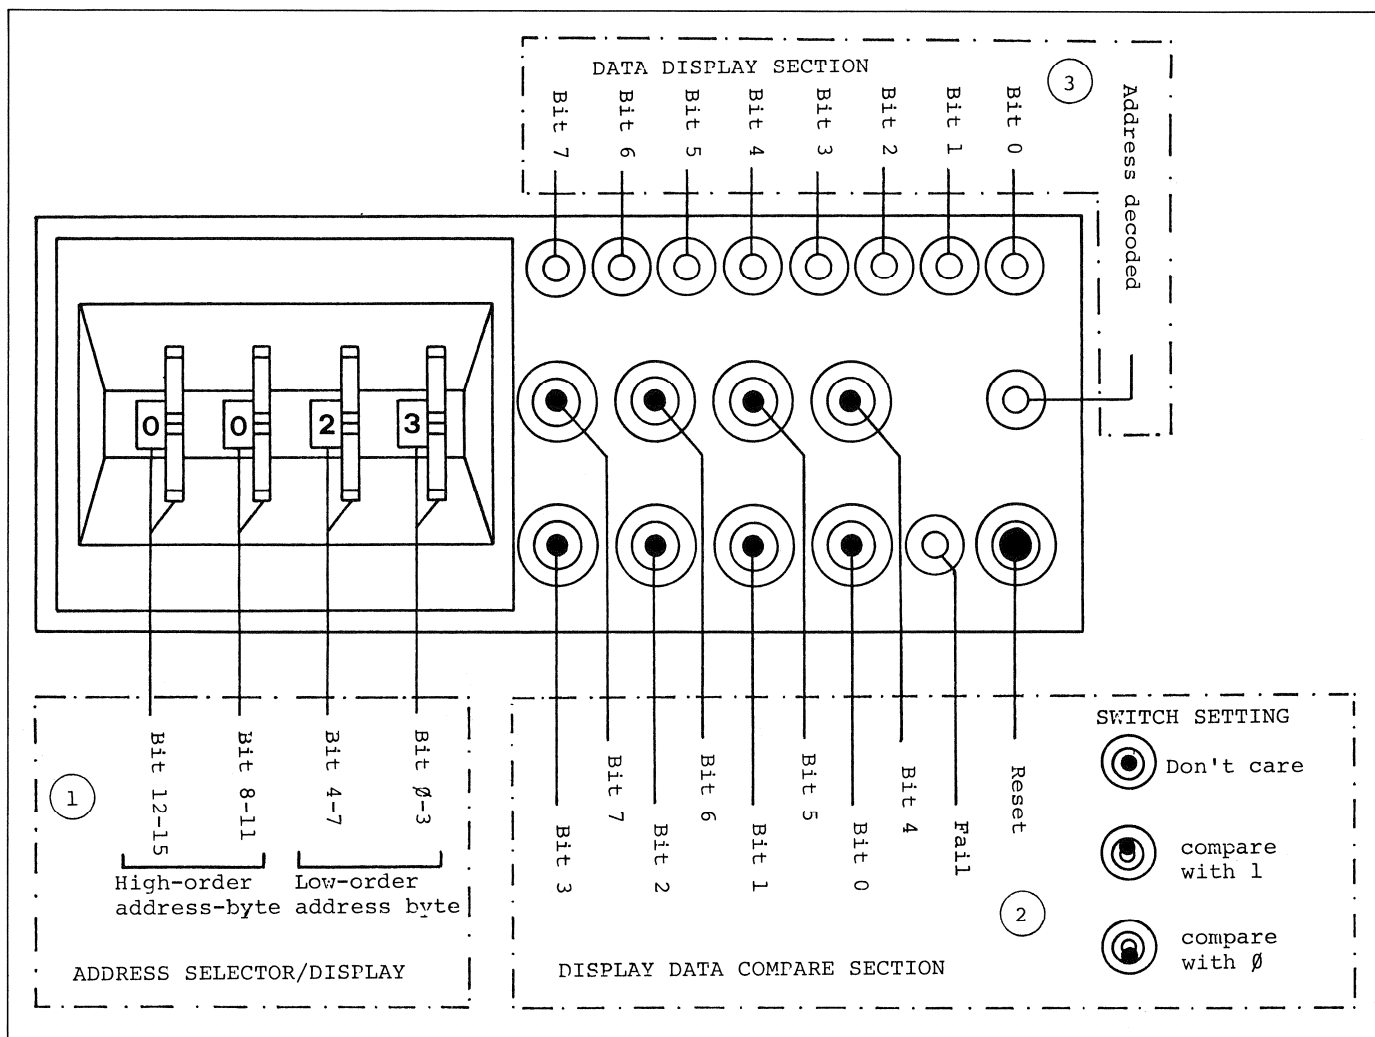 DATA DISPLAY SECTION
3
Bit 7
Bit 6
Bit 5
Bit 4
Bit 3
Bit 2
Bit 1
Bit 0
Address decoded
0
0
2
3
1
Bit 12-15
Bit 8-11
Bit 4-7
Bit Ø-3
High-order
address-byte
Low-order
address byte
ADDRESS SELECTOR/DISPLAY
Bit 3
Bit 7
Bit 2
Bit 6
Bit 1
Bit 5
Bit 0
Bit 4
Fail
Reset
2
DISPLAY DATA COMPARE SECTION
SWITCH SETTING
Don't care
compare
with 1
compare
with Ø